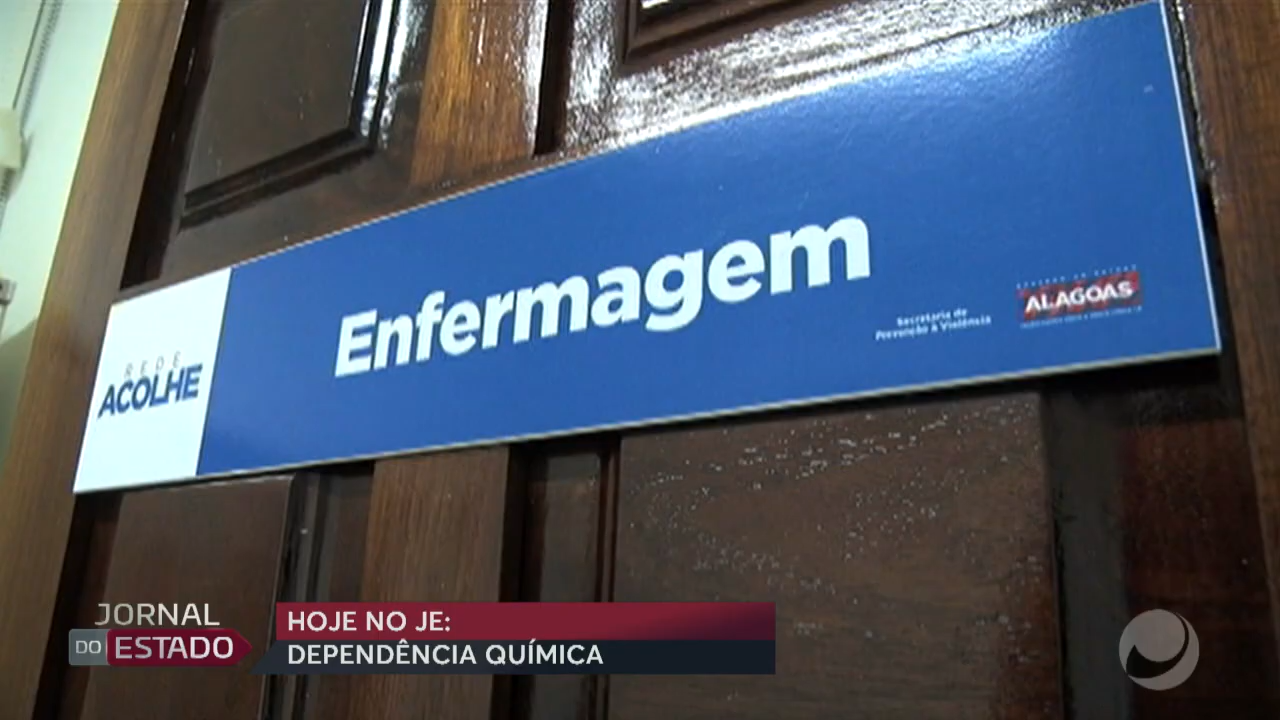 REDE
ACOLHE
Enfermagem
Secretaria de
Prevenção à Violência
ALAGOAS
JORNAL
DO ESTADO
HOJE NO JE:
DEPENDÊNCIA QUÍMICA